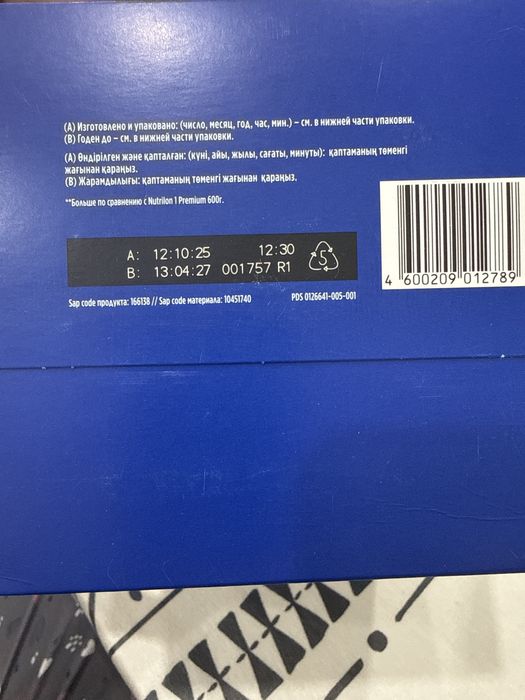 (А) Изготовлено и упаковано: (число, месяц, год, час, мин.) – см. в нижней части упаковки.
(В) Годен до – см. в нижней части упаковки.
(А) Өндірілген және қапталған: (күні, айы, жылы, сағаты, минуты): қаптаманың төменгі
жағынан қараңыз.
(В) Жарамдылығы: қаптаманың төменгі жағынан қараңыз.
**Больше по сравнению с Nutrilon 1 Premium 600г.
A: 12:10:25 12:30
B: 13:04:27 001757 R1
5
4 600209 012789
Sap code продукта: 166138 // Sap code материала: 10451740 PDS 0126641-005-001